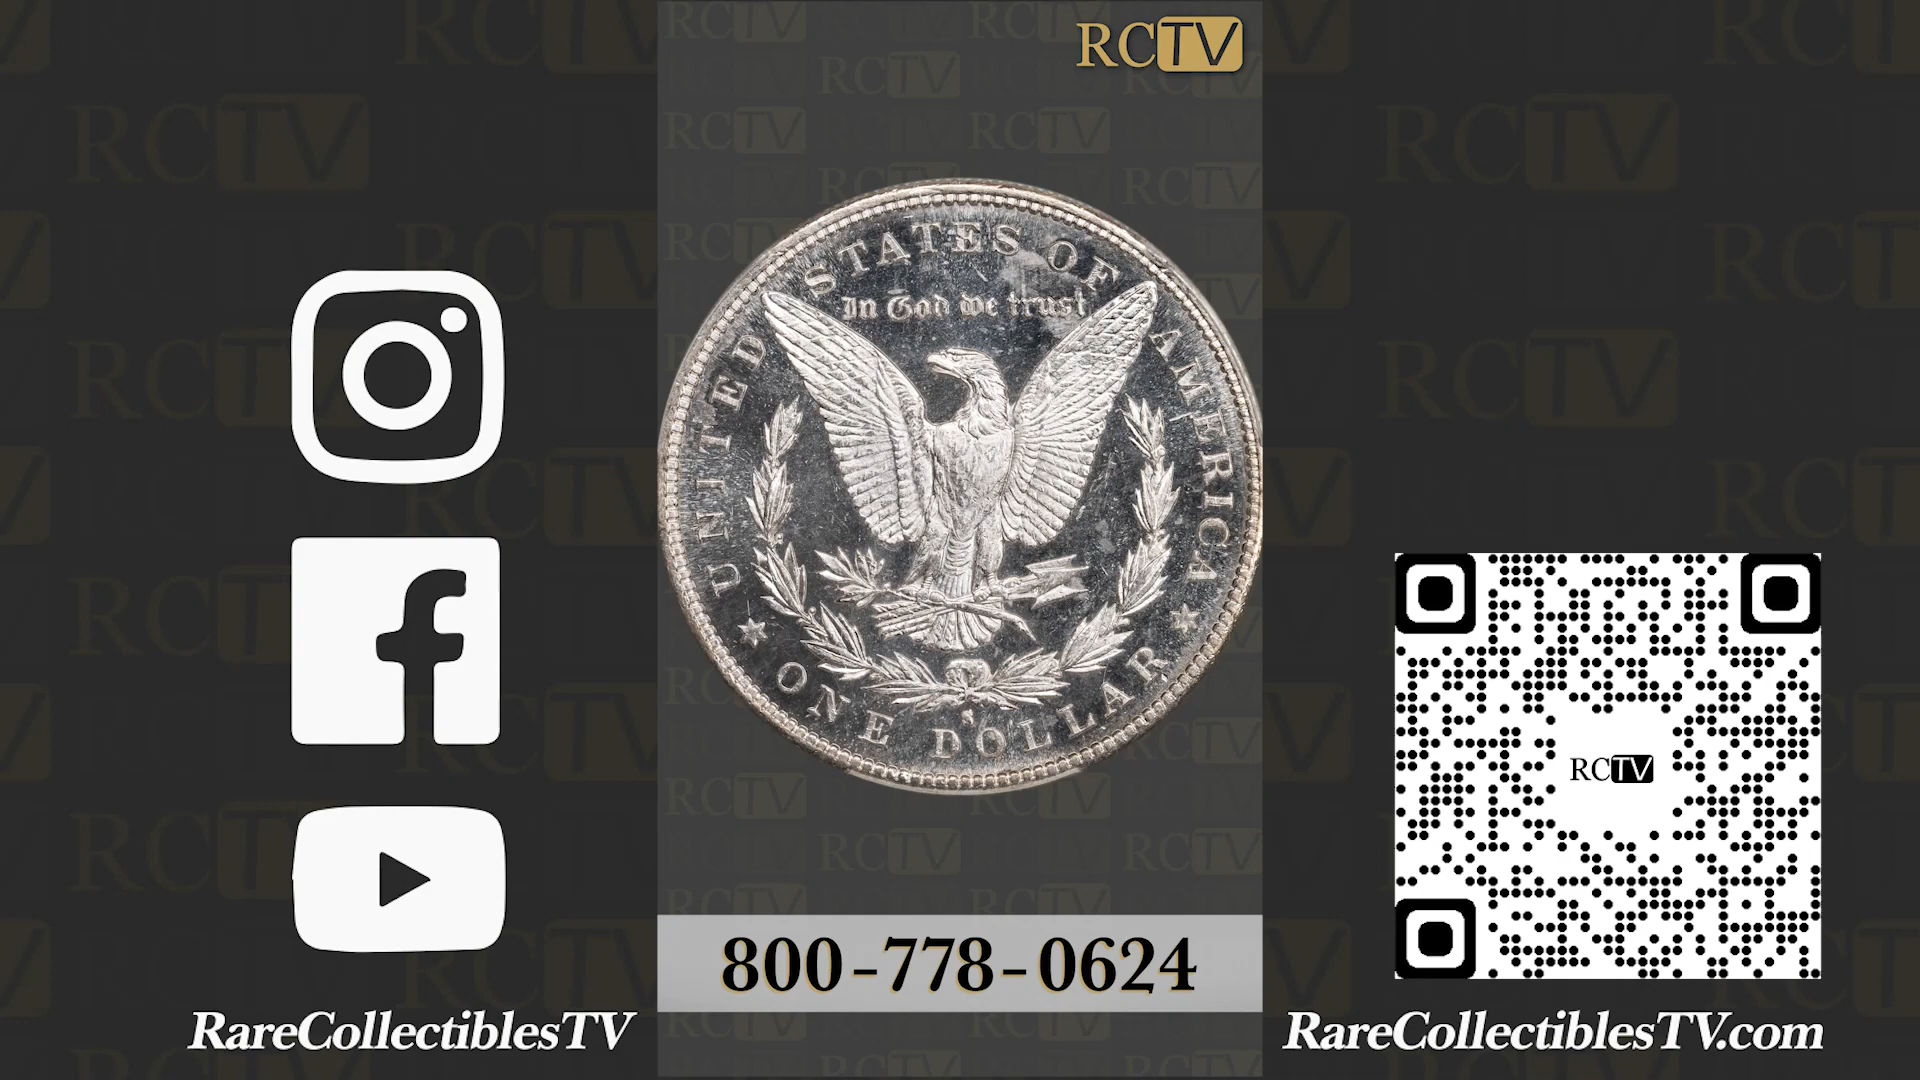 RCTV
UNITED STATES OF AMERICA
In God we trust
ONE DOLLAR
S
RCTV
800-778-0624
RareCollectiblesTV
RareCollectiblesTV.com